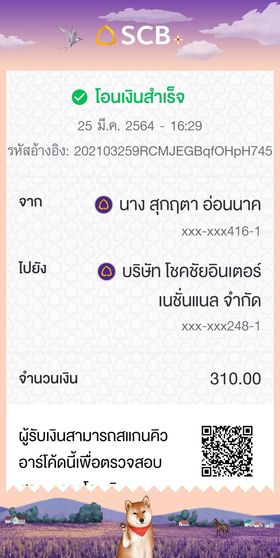 SCB
โอนเงินสำเร็จ
25 มี.ค. 2564 - 16:29
รหัสอ้างอิง: 202103259RCMJEGBqfOHpH745
จาก
นาง สุกฤตา อ่อนนาค
xxx-xxx416-1
ไปยัง
บริษัท โชคชัยอินเตอร์
เนชั่นแนล จำกัด
xxx-xxx248-1
จำนวนเงิน 310.00
ผู้รับเงินสามารถสแกนคิว
อาร์โค้ดนี้เพื่อตรวจสอบ